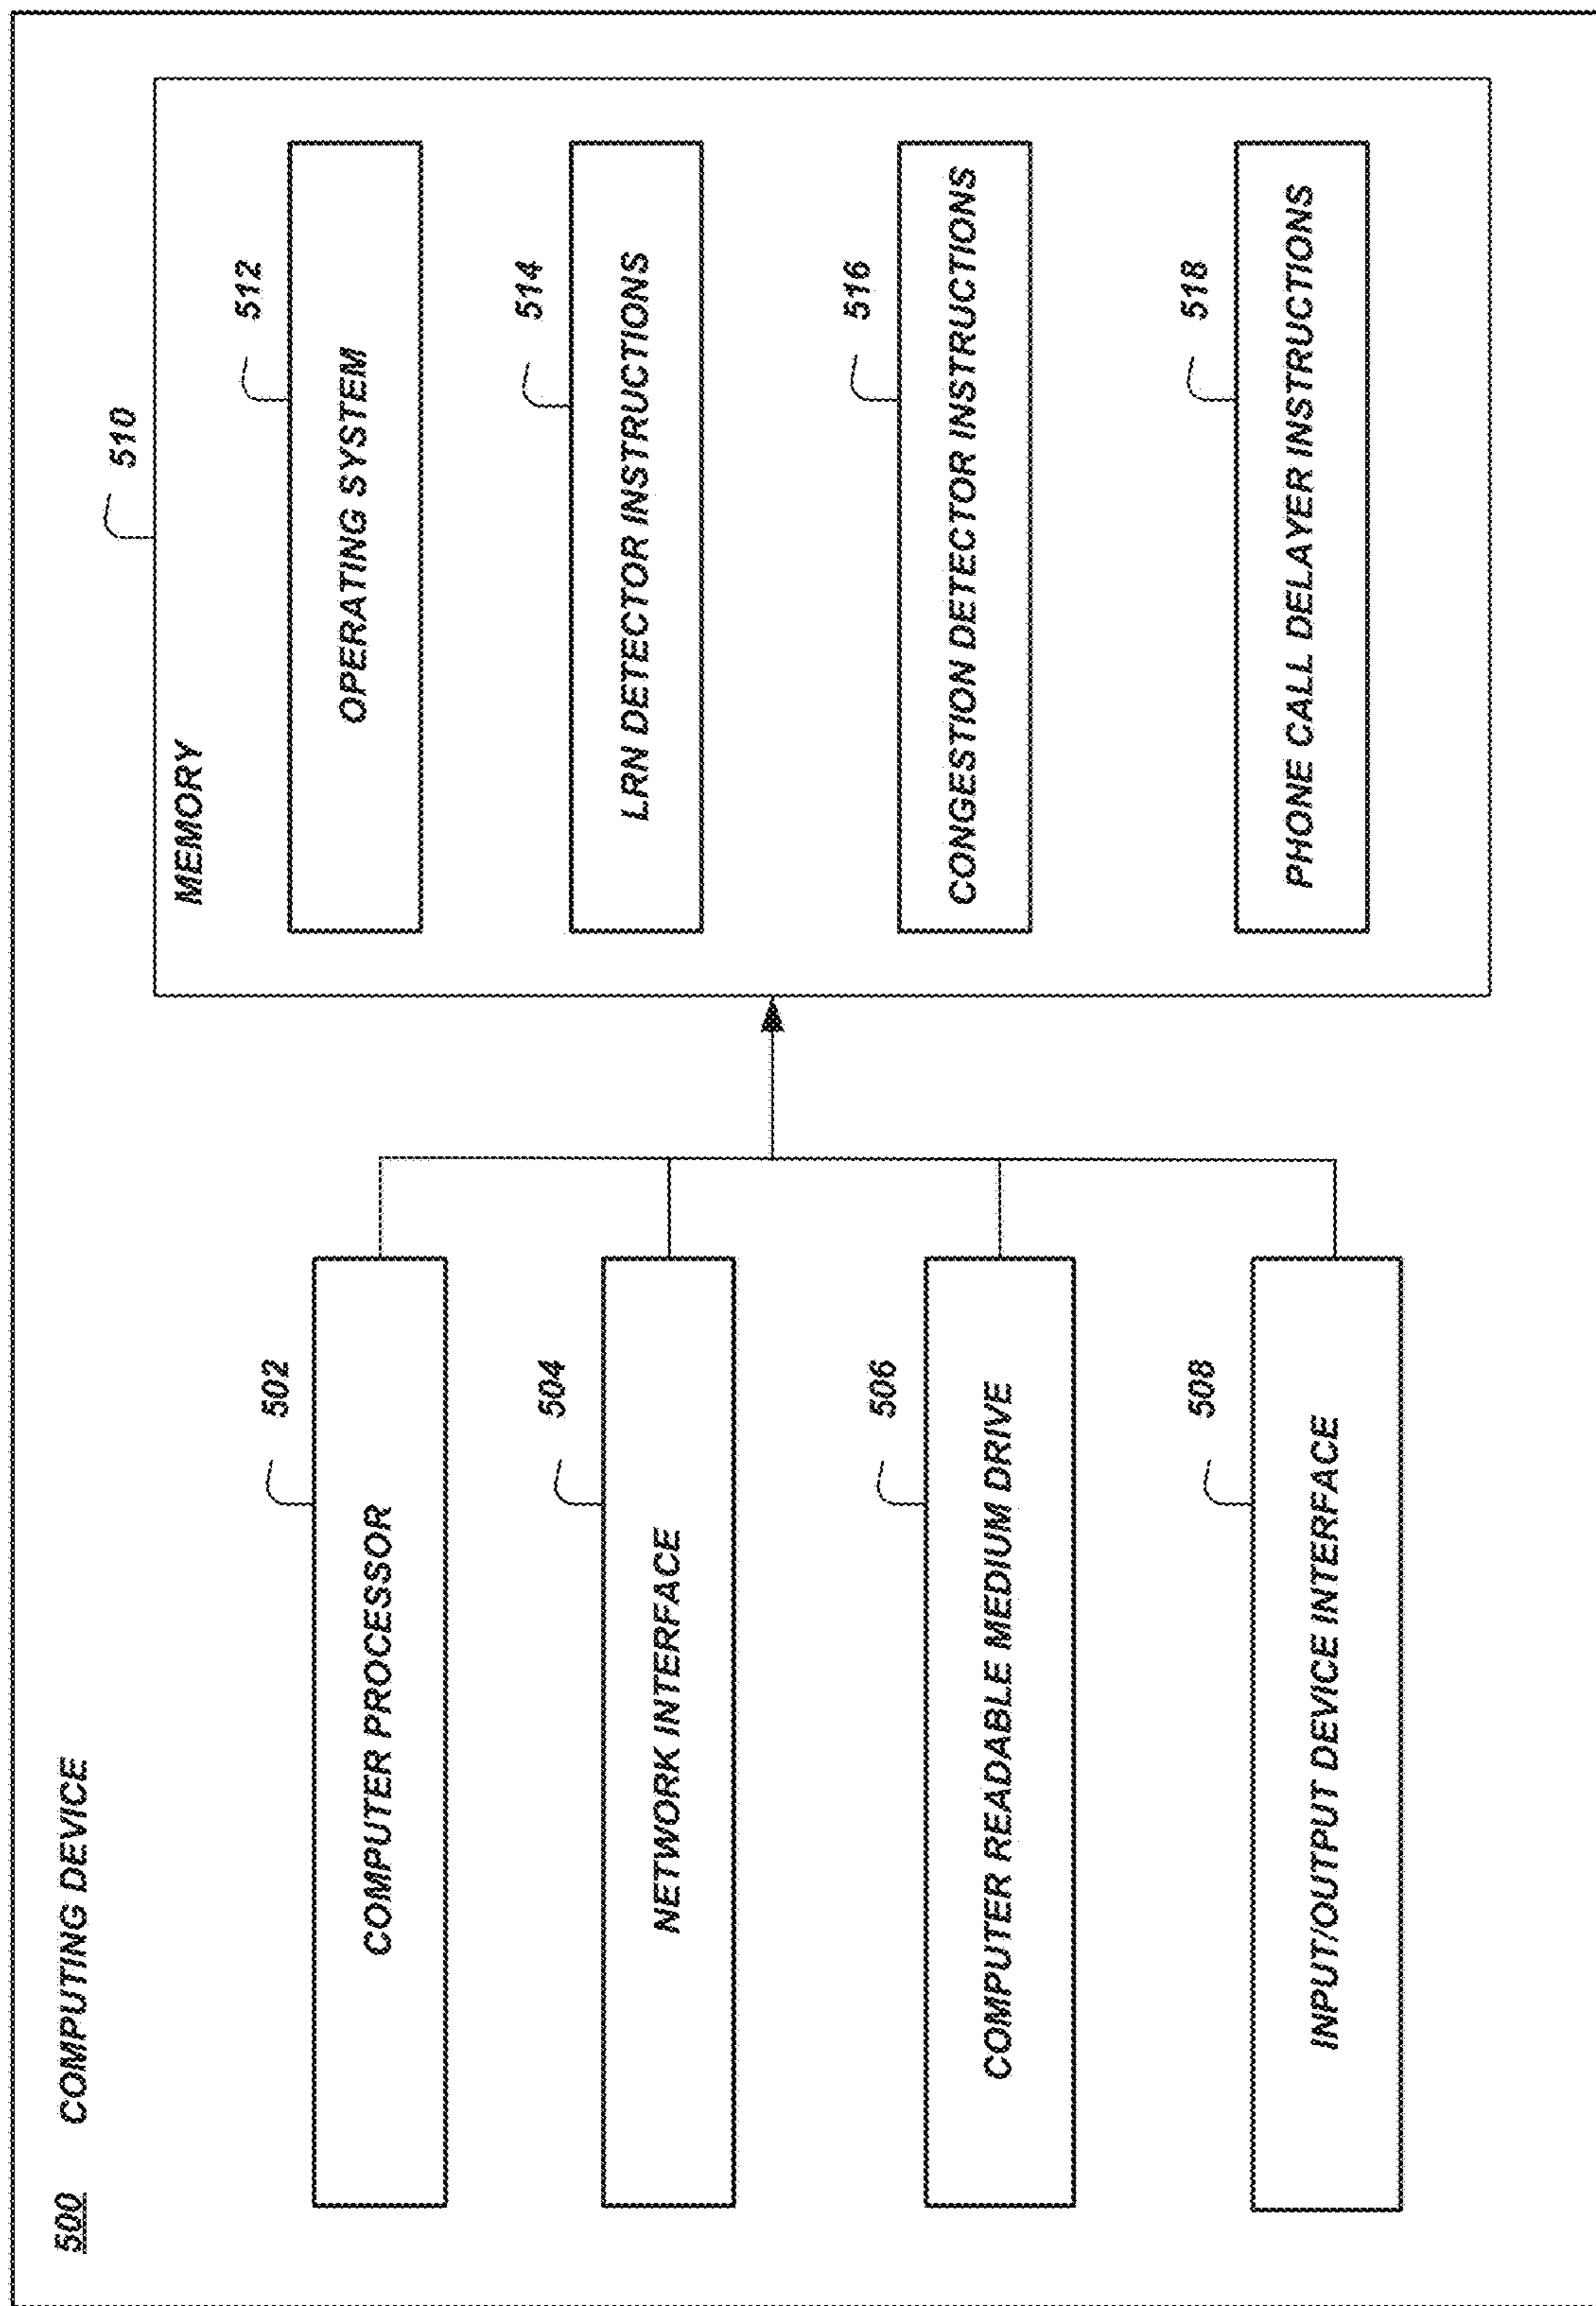 500 COMPUTING DEVICE
502
COMPUTER PROCESSOR
504
NETWORK INTERFACE
506
COMPUTER READABLE MEDIUM DRIVE
508
INPUT/OUTPUT DEVICE INTERFACE
510
MEMORY
512
OPERATING SYSTEM
514
LRN DETECTOR INSTRUCTIONS
516
CONGESTION DETECTOR INSTRUCTIONS
518
PHONE CALL DELAYER INSTRUCTIONS